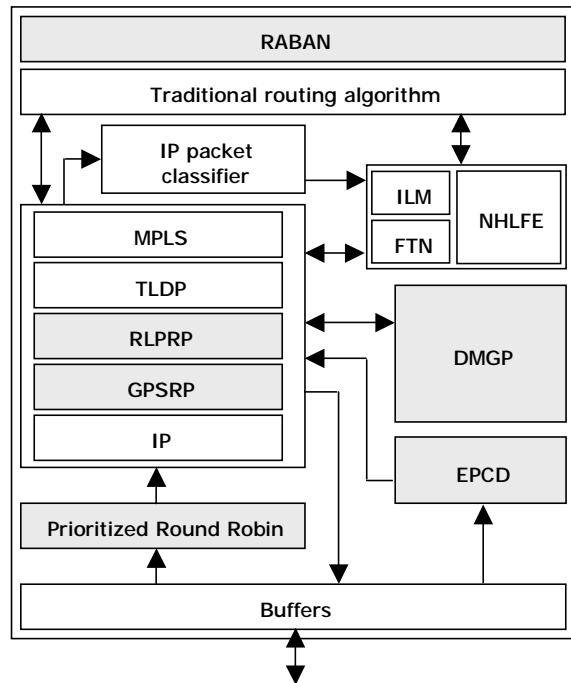 RABAN
Traditional routing algorithm
IP packet
classifier
ILM
FTN
NHLFE
MPLS
TLDP
RLPRP
GPSRP
IP
DMGP
EPCD
Prioritized Round Robin
Buffers